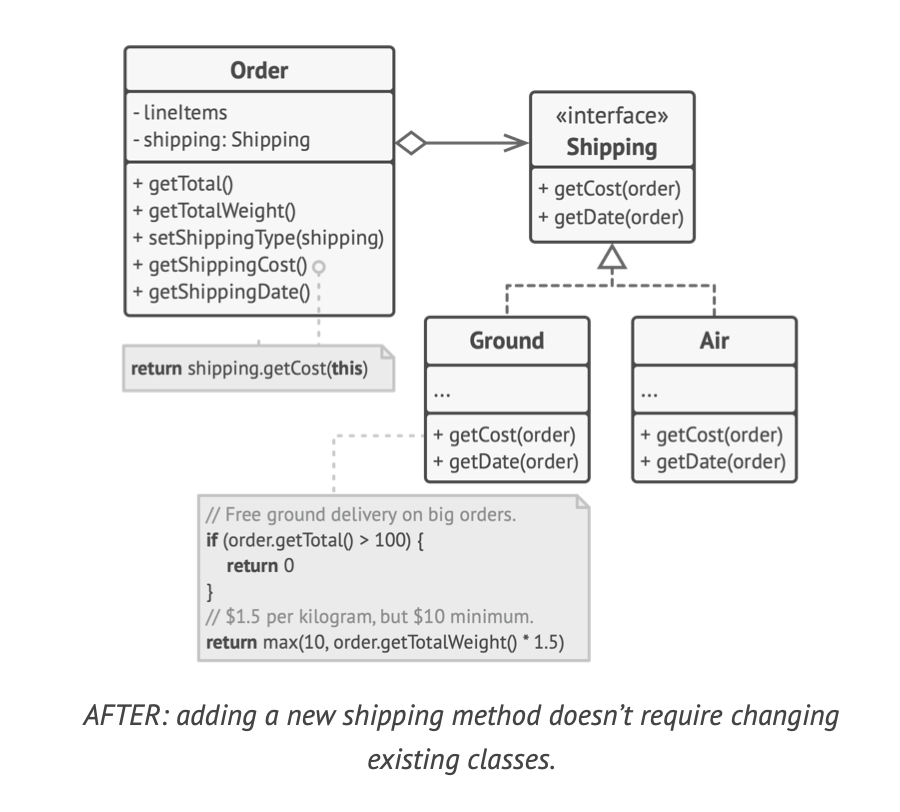 Order
- lineItems
- shipping: Shipping
+ getTotal()
+ getTotalWeight()
+ setShippingType(shipping)
+ getShippingCost()
+ getShippingDate()
return shipping.getCost(this)
«interface»
Shipping
+ getCost(order)
+ getDate(order)
Ground
...
+ getCost(order)
+ getDate(order)
Air
...
+ getCost(order)
+ getDate(order)
// Free ground delivery on big orders.
if (order.getTotal() > 100) {
return 0
}
// $1.5 per kilogram, but $10 minimum.
return max(10, order.getTotalWeight() * 1.5)
AFTER: adding a new shipping method doesn’t require changing
existing classes.